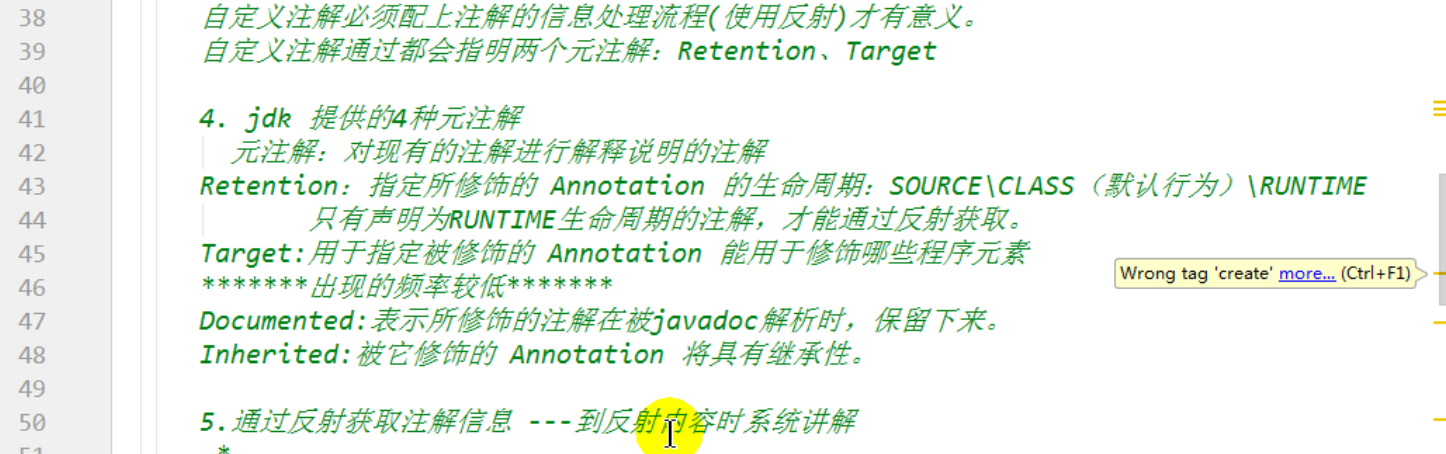 38 自定义注解必须配上注解的信息处理流程(使用反射)才有意义。
39 自定义注解通过都会指明两个元注解：Retention、Target
40
41 4. jdk 提供的4种元注解
42 元注解：对现有的注解进行解释说明的注解
43 Retention：指定所修饰的 Annotation 的生命周期：SOURCE\CLASS（默认行为）\RUNTIME
44 只有声明为RUNTIME生命周期的注解，才能通过反射获取。
45 Target:用于指定被修饰的 Annotation 能用于修饰哪些程序元素
Wrong tag 'create' more... (Ctrl+F1)
46 *******出现的频率较低*******
47 Documented:表示所修饰的注解在被javadoc解析时，保留下来。
48 Inherited:被它修饰的 Annotation 将具有继承性。
49
50 5.通过反射获取注解信息 ---到反射内容时系统讲解
51 *